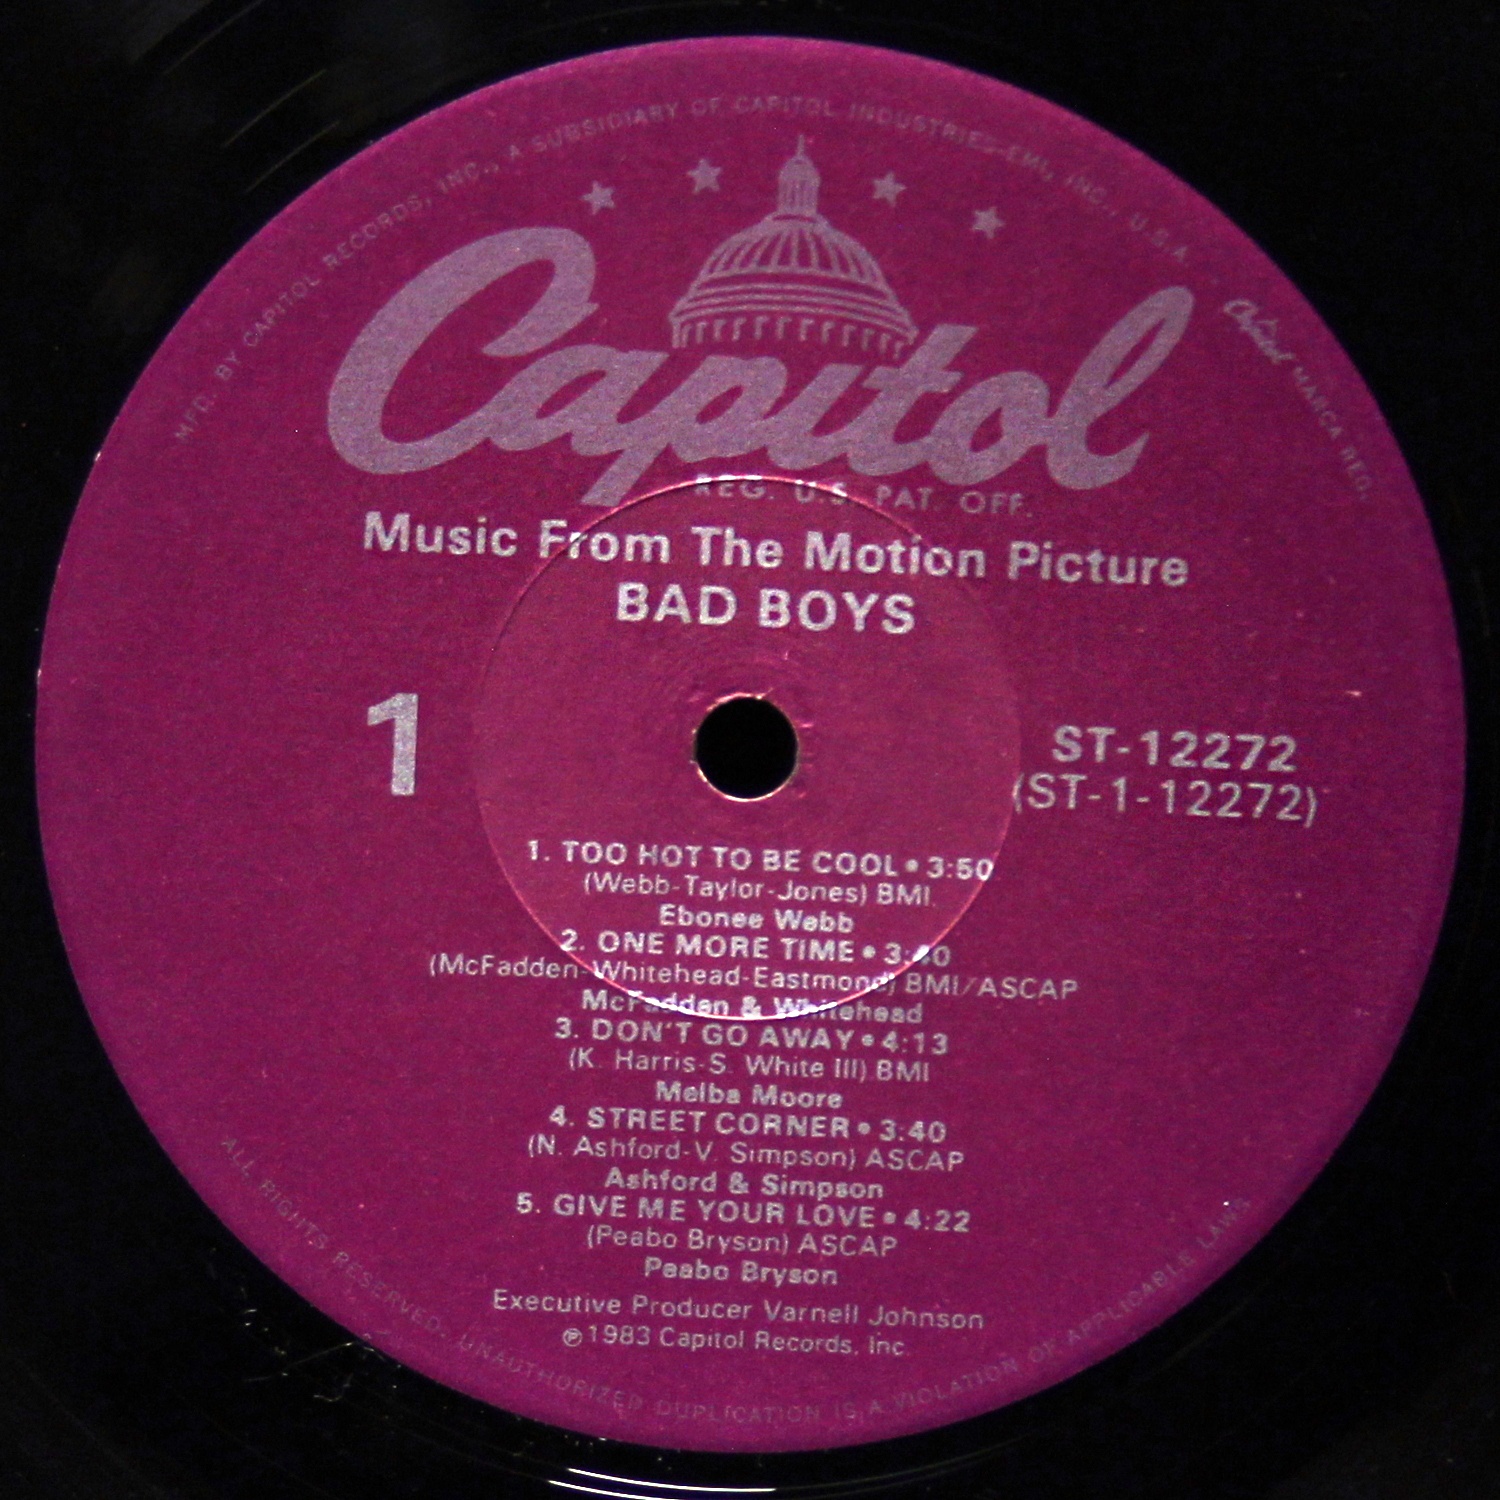 MFD. BY CAPITOL RECORDS, INC., A SUBSIDIARY OF CAPITOL INDUSTRIES-EMI, INC., U.S.A. • Capitol MARCA REG.
Capitol
REG. U.S. PAT. OFF.
Music From The Motion Picture
BAD BOYS
1
ST-12272
(ST-1-12272)
1. TOO HOT TO BE COOL • 3:50
(Webb-Taylor-Jones) BMI
Ebonee Webb
2. ONE MORE TIME • 3:40
(McFadden-Whitehead-Eastmond) BMI/ASCAP
McFadden & Whitehead
3. DON'T GO AWAY • 4:13
(K. Harris-S. White III) BMI
Melba Moore
4. STREET CORNER • 3:40
(N. Ashford-V. Simpson) ASCAP
Ashford & Simpson
5. GIVE ME YOUR LOVE • 4:22
(Peabo Bryson) ASCAP
Peabo Bryson
Executive Producer Varnell Johnson
℗1983 Capitol Records, Inc.
ALL RIGHTS RESERVED. UNAUTHORIZED DUPLICATION IS A VIOLATION OF APPLICABLE LAWS